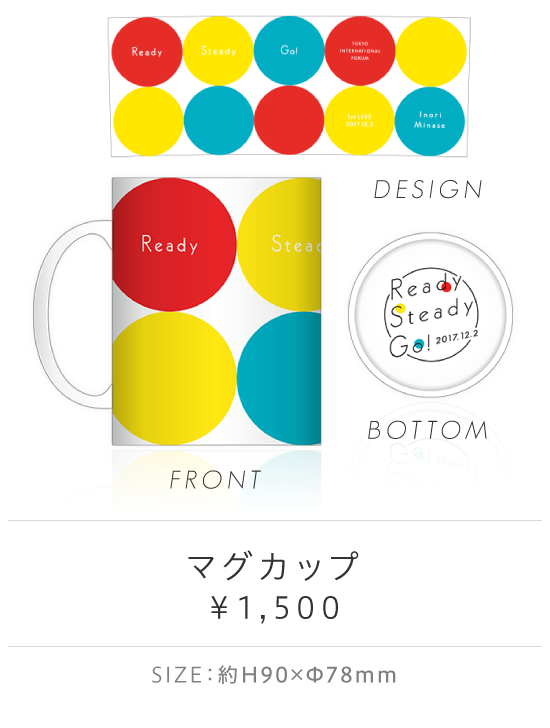 Ready
Steady
Go!
TOKYO
INTERNATIONAL
FORUM
1st LIVE
2017.12.2
Inori
Minase
DESIGN
Ready
Stead
Ready
Steady
Go! 2017.12.2
BOTTOM
FRONT
マグカップ
¥1,500
SIZE:約H90×Φ78mm